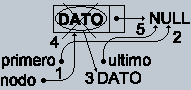 DATO
5 NULL
4
primero
ultimo 2
nodo 1
3 DATO